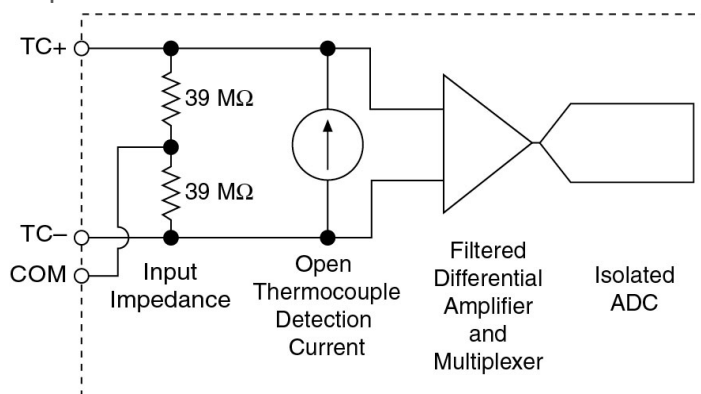 TC+
39 MΩ
39 MΩ
TC–
COM
Input
Impedance
Open
Thermocouple
Detection
Current
Filtered
Differential
Amplifier
and
Multiplexer
Isolated
ADC